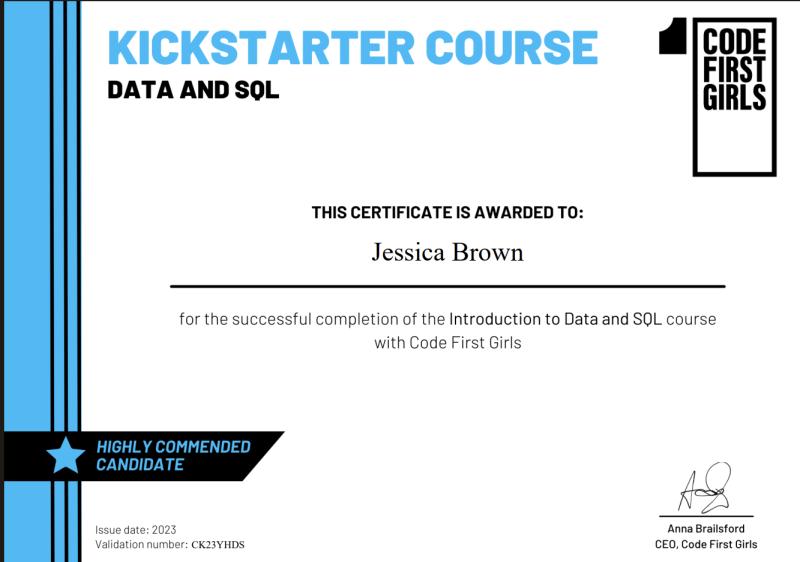 KICKSTARTER COURSE
DATA AND SQL
1
CODE
FIRST
GIRLS
THIS CERTIFICATE IS AWARDED TO:
Jessica Brown
for the successful completion of the Introduction to Data and SQL course
with Code First Girls
HIGHLY COMMENDED
CANDIDATE
Issue date: 2023
Validation number: CK23YHDS
Anna Brailsford
CEO, Code First Girls